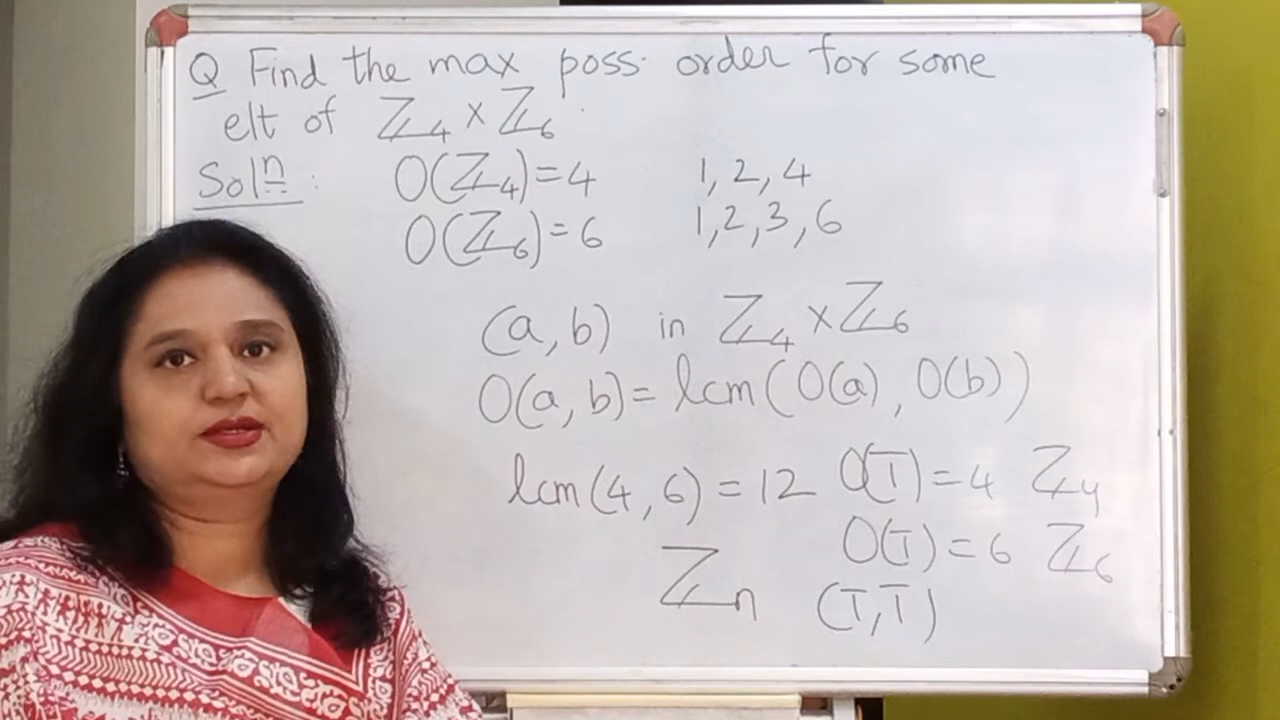 Q Find the max poss. order for some
elt of ℤ₄ × ℤ₆.
Solⁿ: O(ℤ₄) = 4 1, 2, 4
O(ℤ₆) = 6 1, 2, 3, 6
(a, b) in ℤ₄ × ℤ₆
O(a, b) = lcm(O(a), O(b))
lcm(4, 6) = 12 O(1̅) = 4 ℤ₄
O(1̅) = 6 ℤ₆
ℤₙ (1̅, 1̅)